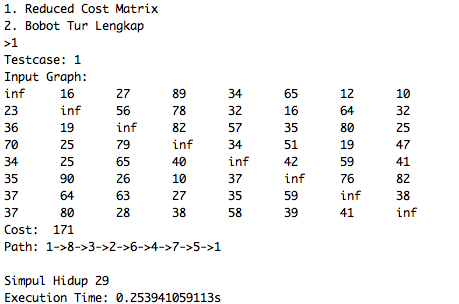 1. Reduced Cost Matrix
2. Bobot Tur Lengkap
>1
Testcase: 1
Input Graph:
inf 16 27 89 34 65 12 10
23 inf 56 78 32 16 64 32
36 19 inf 82 57 35 80 25
70 25 79 inf 34 51 19 47
34 25 65 40 inf 42 59 41
35 90 26 10 37 inf 76 82
37 64 63 27 35 59 inf 38
37 80 28 38 58 39 41 inf
Cost: 171
Path: 1->8->3->2->6->4->7->5->1
Simpul Hidup 29
Execution Time: 0.253941059113s